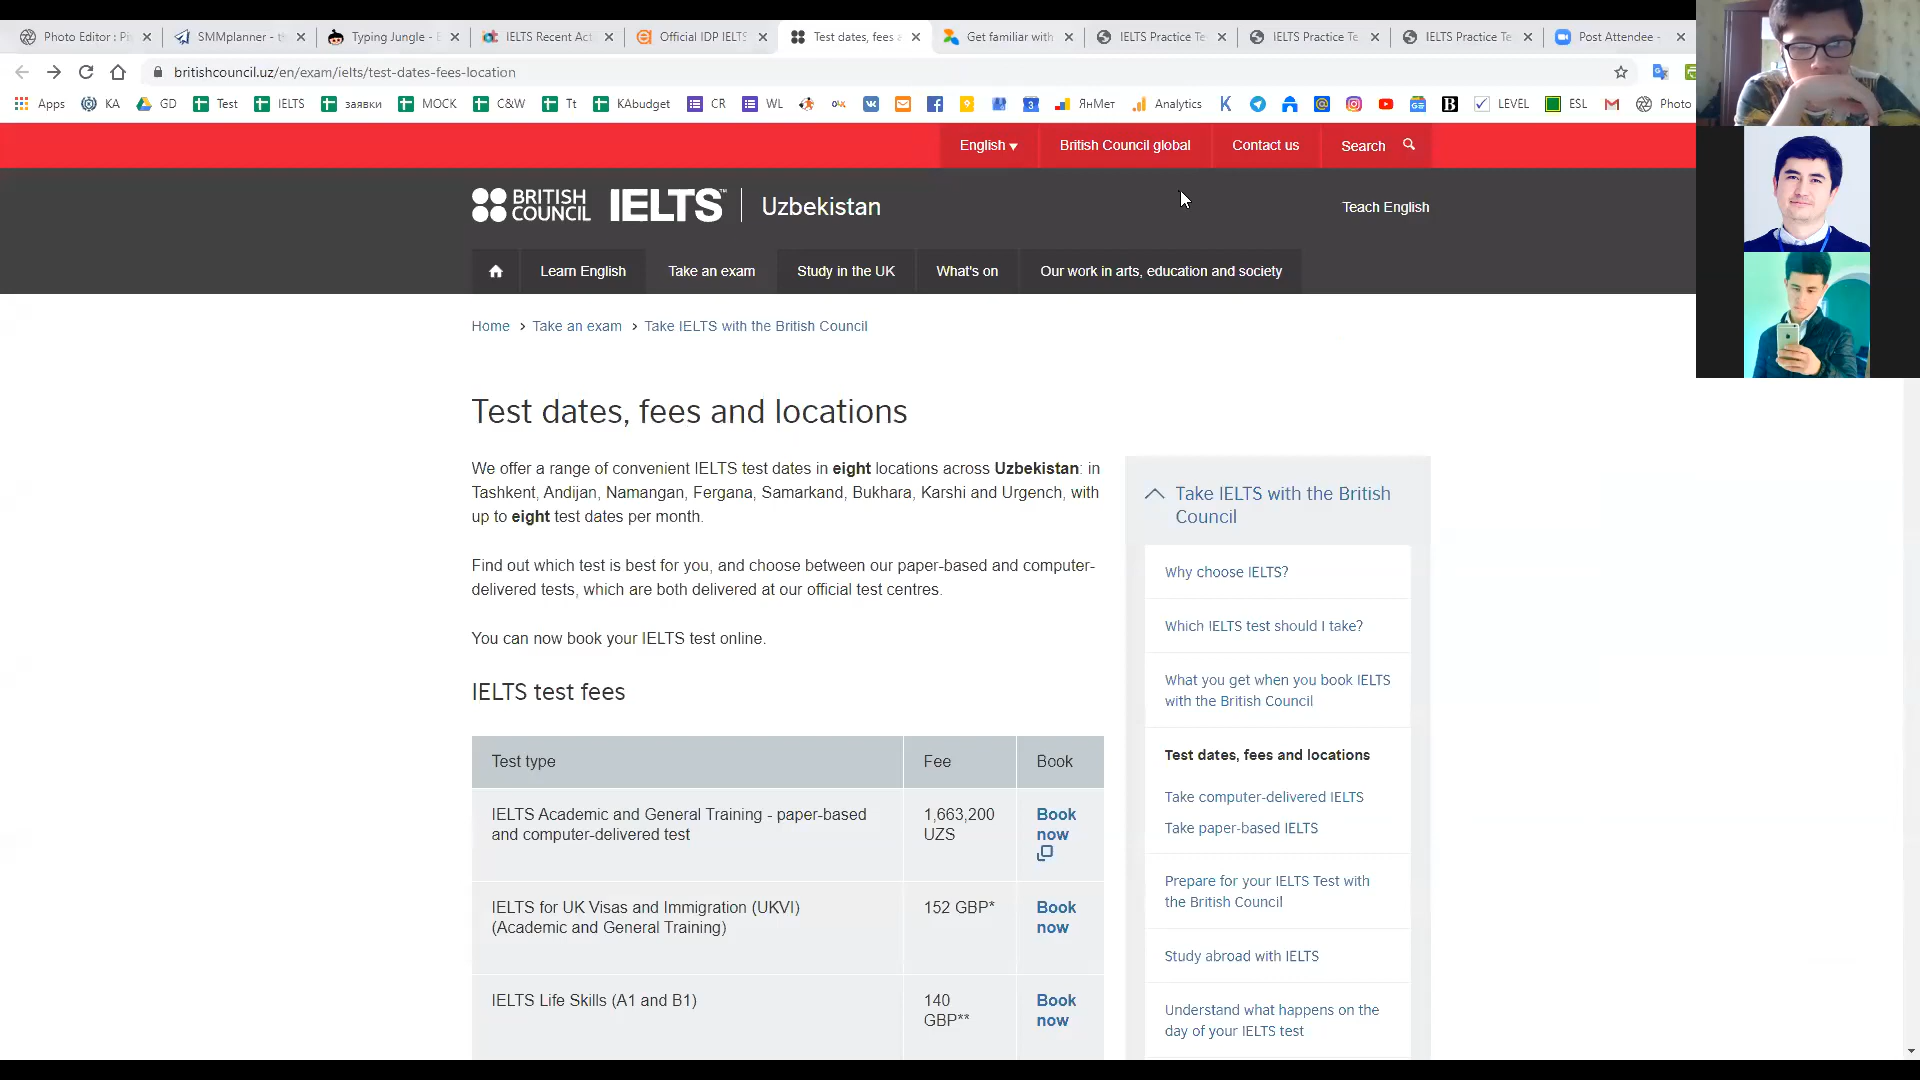 Photo Editor : Pi
SMMplanner - 
Typing Jungle - 
IELTS Recent Act
Official IDP IELTS
Test dates, fees
Get familiar with
IELTS Practice Te
IELTS Practice Te
IELTS Practice Te
Post Attendee -
britishcouncil.uz/en/exam/ielts/test-dates-fees-location
Apps KA GD Test IELTS заявки MOCK C&W Tt KAbudget CR WL ЯнМет Analytics LEVEL ESL Photo
English British Council global Contact us Search
BRITISH COUNCIL IELTS™ Uzbekistan
Teach English
Learn English Take an exam Study in the UK What's on Our work in arts, education and society
Home › Take an exam › Take IELTS with the British Council
Test dates, fees and locations
We offer a range of convenient IELTS test dates in eight locations across Uzbekistan: in
Tashkent, Andijan, Namangan, Fergana, Samarkand, Bukhara, Karshi and Urgench, with
up to eight test dates per month.
Find out which test is best for you, and choose between our paper-based and computer-
delivered tests, which are both delivered at our official test centres.
You can now book your IELTS test online.
IELTS test fees
Test type Fee Book
IELTS Academic and General Training - paper-based
and computer-delivered test
1,663,200
UZS
Book
now
IELTS for UK Visas and Immigration (UKVI)
(Academic and General Training)
152 GBP*
Book
now
IELTS Life Skills (A1 and B1)
140
GBP**
Book
now
Take IELTS with the British
Council
Why choose IELTS?
Which IELTS test should I take?
What you get when you book IELTS
with the British Council
Test dates, fees and locations
Take computer-delivered IELTS
Take paper-based IELTS
Prepare for your IELTS Test with
the British Council
Study abroad with IELTS
Understand what happens on the
day of your IELTS test